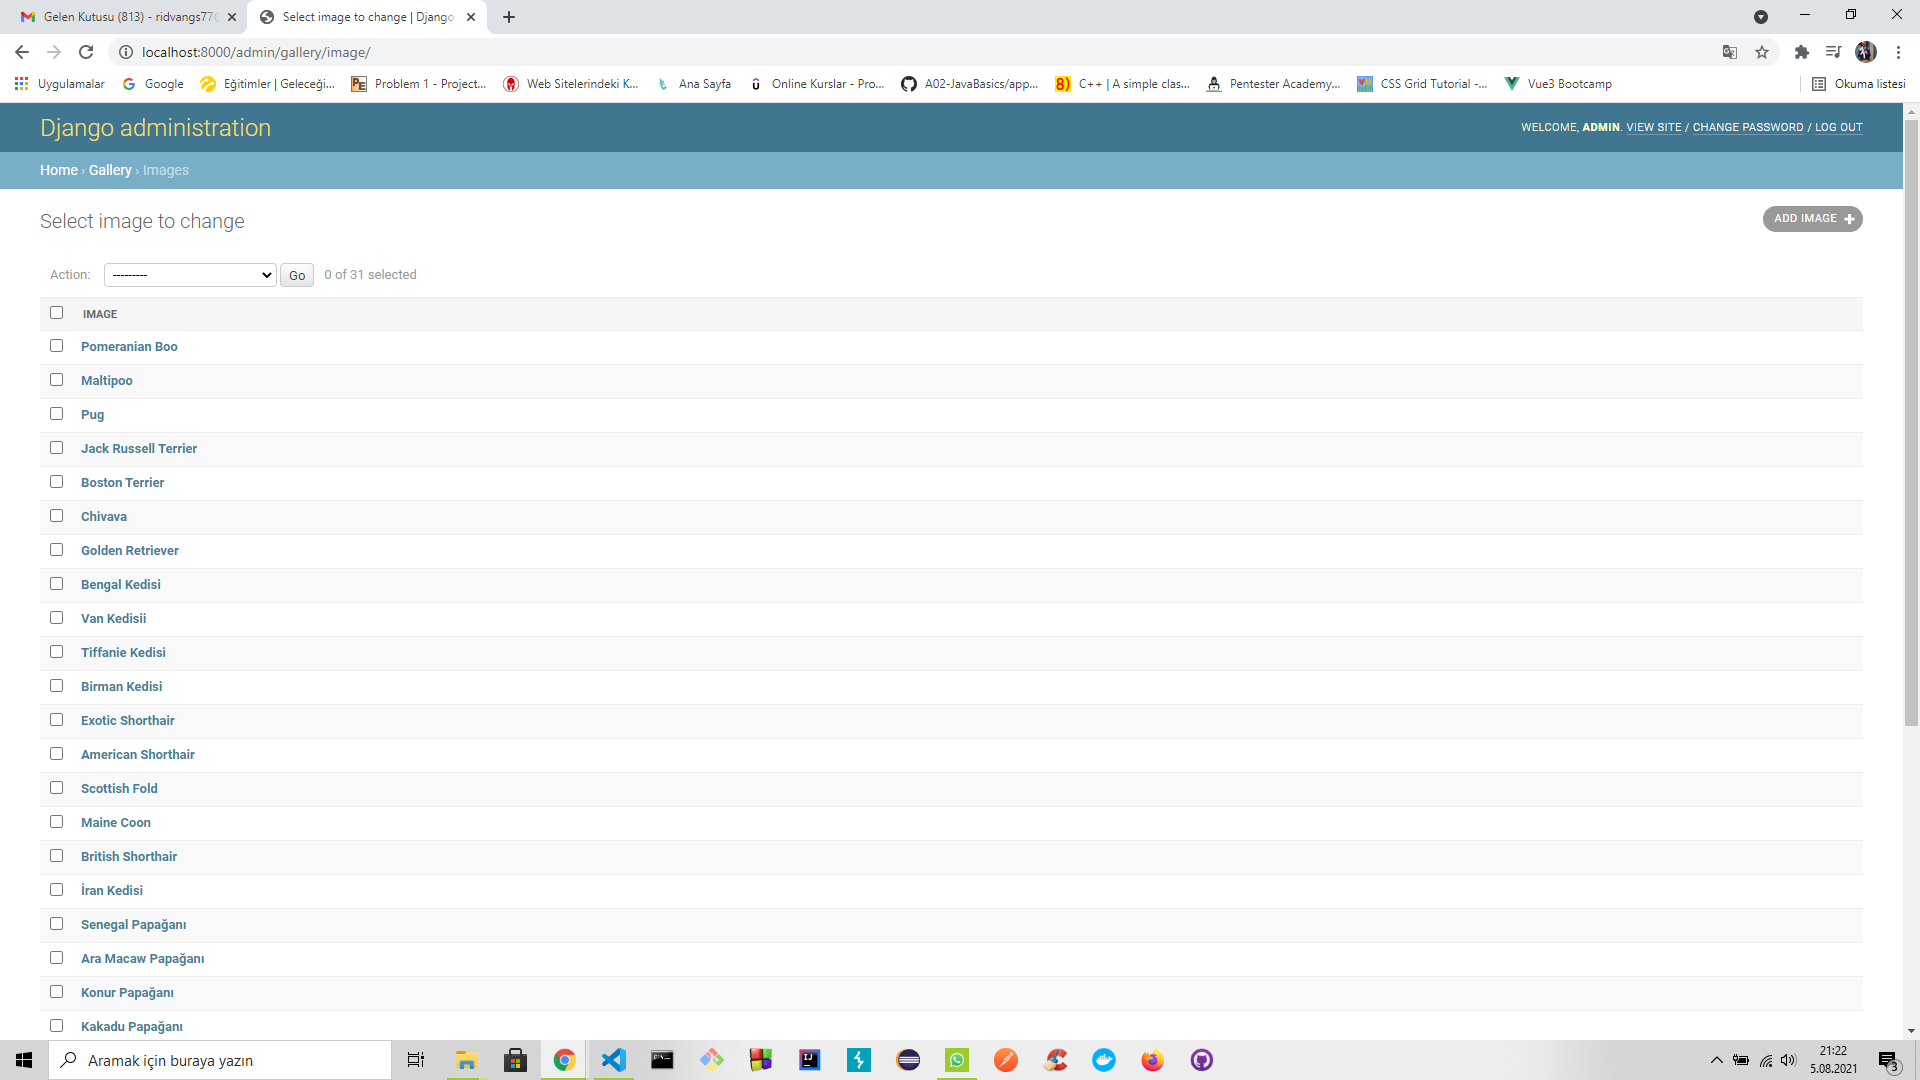 Gelen Kutusu (813) - ridvangs77
Select image to change | Django
localhost:8000/admin/gallery/image/
Uygulamalar
Google
Eğitimler | Geleceği...
Problem 1 - Project...
Web Sitelerindeki K...
Ana Sayfa
Online Kurslar - Pro...
A02-JavaBasics/app...
C++ | A simple clas...
Pentester Academy...
CSS Grid Tutorial -...
Vue3 Bootcamp
Okuma listesi
Django administration
WELCOME, ADMIN. VIEW SITE / CHANGE PASSWORD / LOG OUT
Home › Gallery › Images
Select image to change
ADD IMAGE +
Action: --------- Go 0 of 31 selected
IMAGE
Pomeranian Boo
Maltipoo
Pug
Jack Russell Terrier
Boston Terrier
Chivava
Golden Retriever
Bengal Kedisi
Van Kedisii
Tiffanie Kedisi
Birman Kedisi
Exotic Shorthair
American Shorthair
Scottish Fold
Maine Coon
British Shorthair
İran Kedisi
Senegal Papağanı
Ara Macaw Papağanı
Konur Papağanı
Kakadu Papağanı
Aramak için buraya yazın
21:22
5.08.2021
3